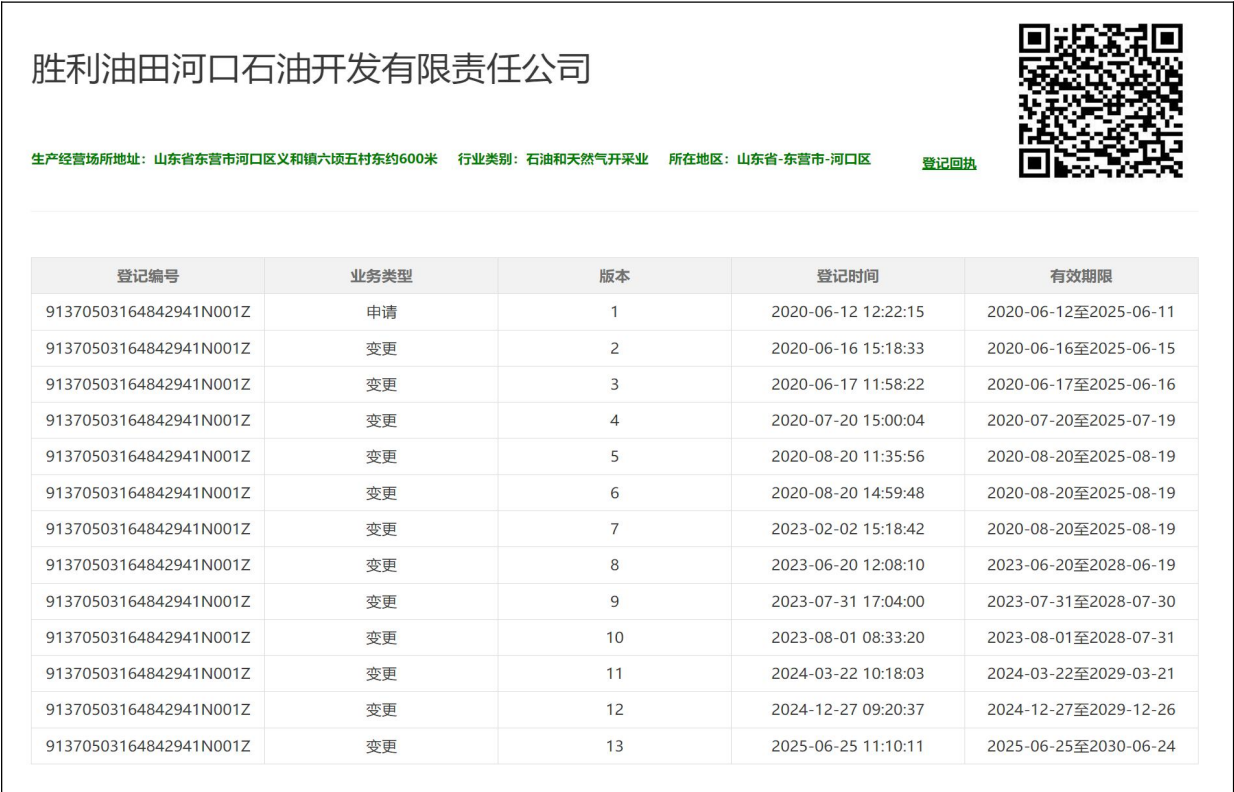 胜利油田河口石油开发有限责任公司
生产经营场所地址：山东省东营市河口区义和镇六顷五村东约600米 行业类别：石油和天然气开采业 所在地区：山东省-东营市-河口区 登记回执
登记编号 业务类型 版本 登记时间 有效期限
91370503164842941N001Z 申请 1 2020-06-12 12:22:15 2020-06-12至2025-06-11
91370503164842941N001Z 变更 2 2020-06-16 15:18:33 2020-06-16至2025-06-15
91370503164842941N001Z 变更 3 2020-06-17 11:58:22 2020-06-17至2025-06-16
91370503164842941N001Z 变更 4 2020-07-20 15:00:04 2020-07-20至2025-07-19
91370503164842941N001Z 变更 5 2020-08-20 11:35:56 2020-08-20至2025-08-19
91370503164842941N001Z 变更 6 2020-08-20 14:59:48 2020-08-20至2025-08-19
91370503164842941N001Z 变更 7 2023-02-02 15:18:42 2020-08-20至2025-08-19
91370503164842941N001Z 变更 8 2023-06-20 12:08:10 2023-06-20至2028-06-19
91370503164842941N001Z 变更 9 2023-07-31 17:04:00 2023-07-31至2028-07-30
91370503164842941N001Z 变更 10 2023-08-01 08:33:20 2023-08-01至2028-07-31
91370503164842941N001Z 变更 11 2024-03-22 10:18:03 2024-03-22至2029-03-21
91370503164842941N001Z 变更 12 2024-12-27 09:20:37 2024-12-27至2029-12-26
91370503164842941N001Z 变更 13 2025-06-25 11:10:11 2025-06-25至2030-06-24